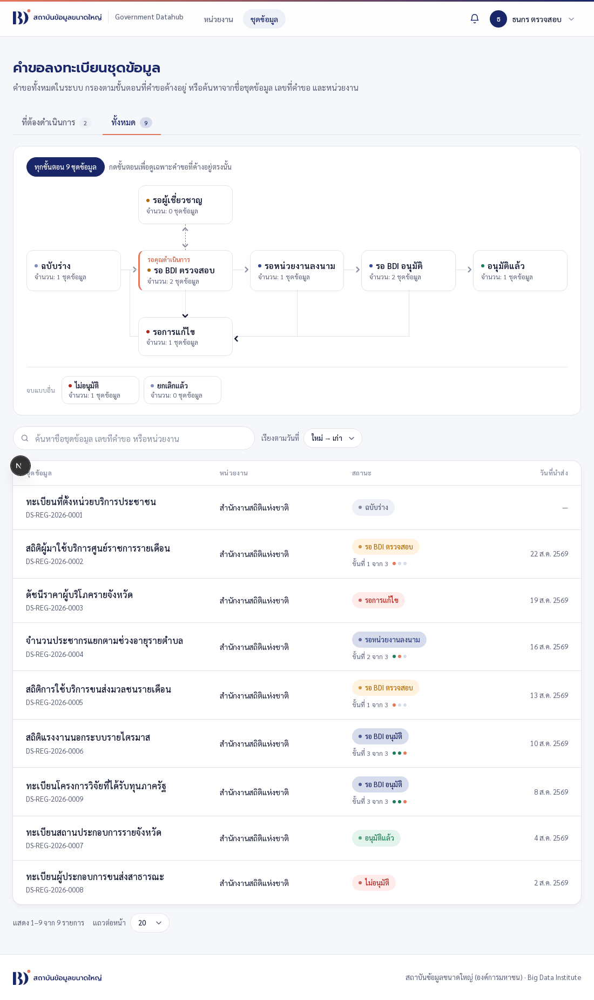 BD สถาบันข้อมูลขนาดใหญ่ Government Datahub หน่วยงาน ชุดข้อมูล ธ ธนกร ตรวจสอบ
คำขอลงทะเบียนชุดข้อมูล
คำขอทั้งหมดในระบบ กรองตามขั้นตอนที่คำขอค้างอยู่ หรือค้นหาจากชื่อชุดข้อมูล เลขที่คำขอ และหน่วยงาน
ที่ต้องดำเนินการ 2 ทั้งหมด 9
ทุกขั้นตอน 9 ชุดข้อมูล กดขั้นตอนเพื่อดูเฉพาะคำขอที่ค้างอยู่ตรงนั้น
รอผู้เชี่ยวชาญ
จำนวน: 0 ชุดข้อมูล
ฉบับร่าง
จำนวน: 1 ชุดข้อมูล
รอคุณดำเนินการ
รอ BDI ตรวจสอบ
จำนวน: 2 ชุดข้อมูล
รอหน่วยงานลงนาม
จำนวน: 1 ชุดข้อมูล
รอ BDI อนุมัติ
จำนวน: 2 ชุดข้อมูล
อนุมัติแล้ว
จำนวน: 1 ชุดข้อมูล
รอการแก้ไข
จำนวน: 1 ชุดข้อมูล
จบแบบอื่น
ไม่อนุมัติ
จำนวน: 1 ชุดข้อมูล
ยกเลิกแล้ว
จำนวน: 0 ชุดข้อมูล
ค้นหาชื่อชุดข้อมูล เลขที่คำขอ หรือหน่วยงาน เรียงตามวันที่ ใหม่ → เก่า
N
ชุดข้อมูล หน่วยงาน สถานะ วันที่นำส่ง
ทะเบียนที่ตั้งหน่วยบริการประชาชน
DS-REG-2026-0001
สำนักงานสถิติแห่งชาติ
ฉบับร่าง
—
สถิติผู้มาใช้บริการศูนย์ราชการรายเดือน
DS-REG-2026-0002
สำนักงานสถิติแห่งชาติ
รอ BDI ตรวจสอบ
ขั้นที่ 1 จาก 3
22 ส.ค. 2569
ดัชนีราคาผู้บริโภครายจังหวัด
DS-REG-2026-0003
สำนักงานสถิติแห่งชาติ
รอการแก้ไข
19 ส.ค. 2569
จำนวนประชากรแยกตามช่วงอายุรายตำบล
DS-REG-2026-0004
สำนักงานสถิติแห่งชาติ
รอหน่วยงานลงนาม
ขั้นที่ 2 จาก 3
16 ส.ค. 2569
สถิติการใช้บริการขนส่งมวลชนรายเดือน
DS-REG-2026-0005
สำนักงานสถิติแห่งชาติ
รอ BDI ตรวจสอบ
ขั้นที่ 1 จาก 3
13 ส.ค. 2569
สถิติแรงงานนอกระบบรายไตรมาส
DS-REG-2026-0006
สำนักงานสถิติแห่งชาติ
รอ BDI อนุมัติ
ขั้นที่ 3 จาก 3
10 ส.ค. 2569
ทะเบียนโครงการวิจัยที่ได้รับทุนภาครัฐ
DS-REG-2026-0009
สำนักงานสถิติแห่งชาติ
รอ BDI อนุมัติ
ขั้นที่ 3 จาก 3
8 ส.ค. 2569
ทะเบียนสถานประกอบการรายจังหวัด
DS-REG-2026-0007
สำนักงานสถิติแห่งชาติ
อนุมัติแล้ว
4 ส.ค. 2569
ทะเบียนผู้ประกอบการขนส่งสาธารณะ
DS-REG-2026-0008
สำนักงานสถิติแห่งชาติ
ไม่อนุมัติ
2 ส.ค. 2569
แสดง 1–9 จาก 9 รายการ แถวต่อหน้า 20
BD สถาบันข้อมูลขนาดใหญ่ สถาบันข้อมูลขนาดใหญ่ (องค์การมหาชน) · Big Data Institute